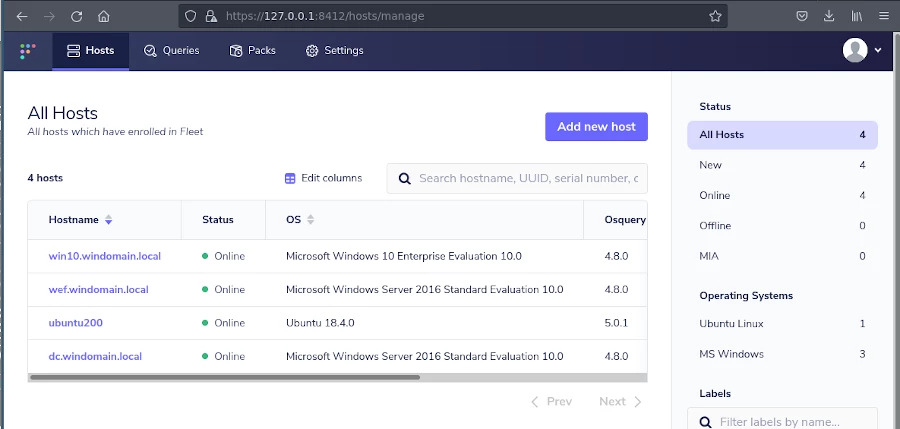 https://127.0.0.1:8412/hosts/manage
Hosts Queries Packs Settings
All Hosts
All hosts which have enrolled in Fleet
Add new host
4 hosts
Edit columns
Search hostname, UUID, serial number, o
Hostname Status OS Osquery
win10.windomain.local Online Microsoft Windows 10 Enterprise Evaluation 10.0 4.8.0
wef.windomain.local Online Microsoft Windows Server 2016 Standard Evaluation 10.0 4.8.0
ubuntu200 Online Ubuntu 18.4.0 5.0.1
dc.windomain.local Online Microsoft Windows Server 2016 Standard Evaluation 10.0 4.8.0
Prev Next
Status
All Hosts 4
New 4
Online 4
Offline 0
MIA 0
Operating Systems
Ubuntu Linux 1
MS Windows 3
Labels
Filter labels by name...